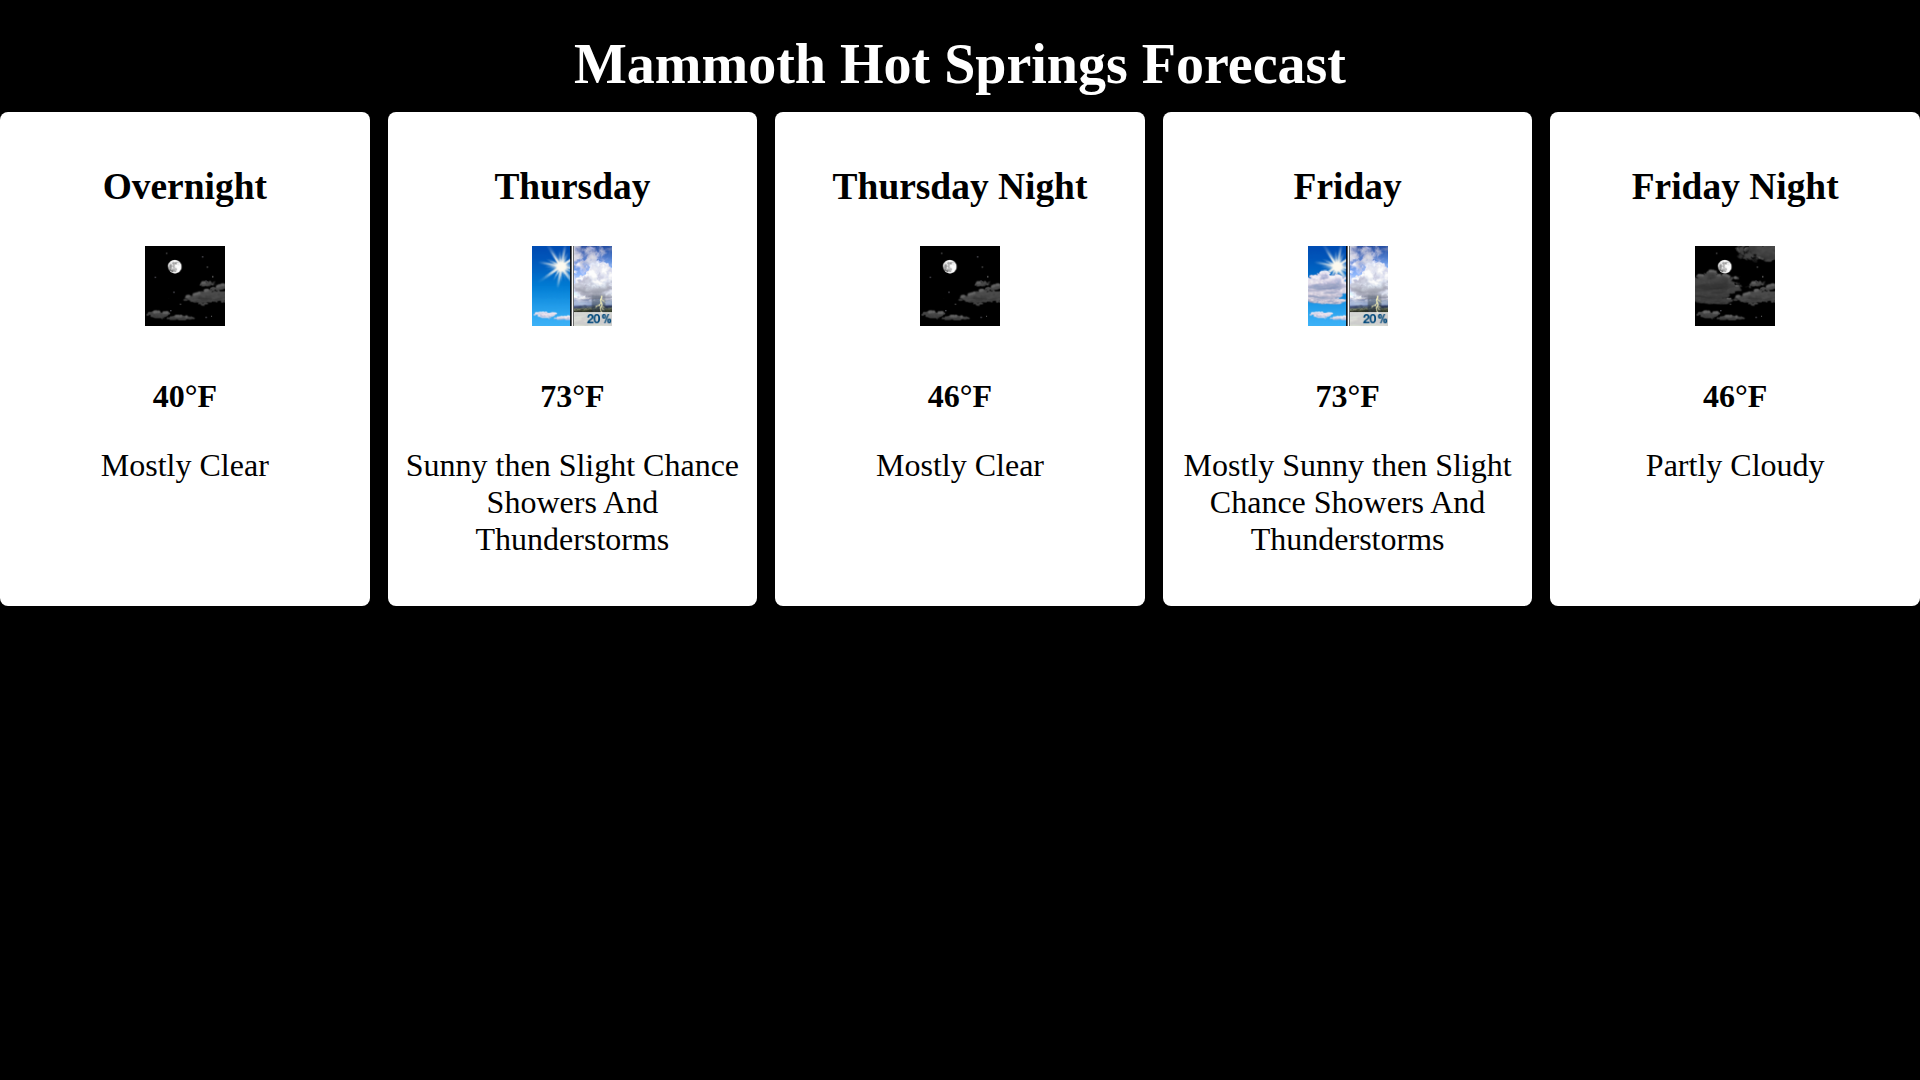 Mammoth Hot Springs Forecast
Overnight
40°F
Mostly Clear
Thursday
20%
73°F
Sunny then Slight Chance
Showers And
Thunderstorms
Thursday Night
46°F
Mostly Clear
Friday
20%
73°F
Mostly Sunny then Slight
Chance Showers And
Thunderstorms
Friday Night
46°F
Partly Cloudy